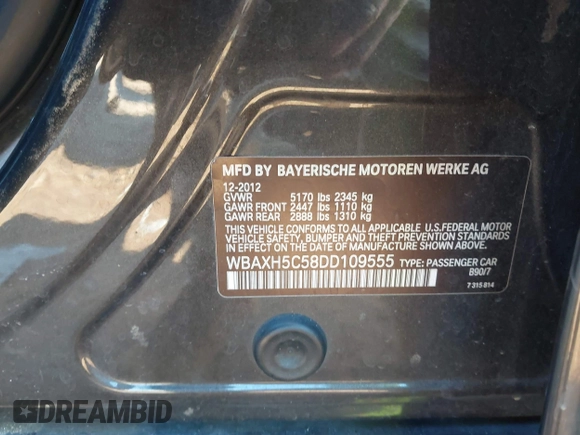 MFD BY BAYERISCHE MOTOREN WERKE AG
12-2012
GVWR 5170 lbs 2345 kg
GAWR FRONT 2447 lbs 1110 kg
GAWR REAR 2888 lbs 1310 kg
THIS VEHICLE CONFORMS TO ALL APPLICABLE U.S.FEDERAL MOTOR
VEHICLE SAFETY, BUMPER AND THEFT PREVENTION STANDARDS
IN EFFECT ON THE DATE OF MANUFACTURE SHOWN ABOVE.
WBAXH5C58DD109555 TYPE: PASSENGER CAR
B90/7
7 315 814
DREAMBID